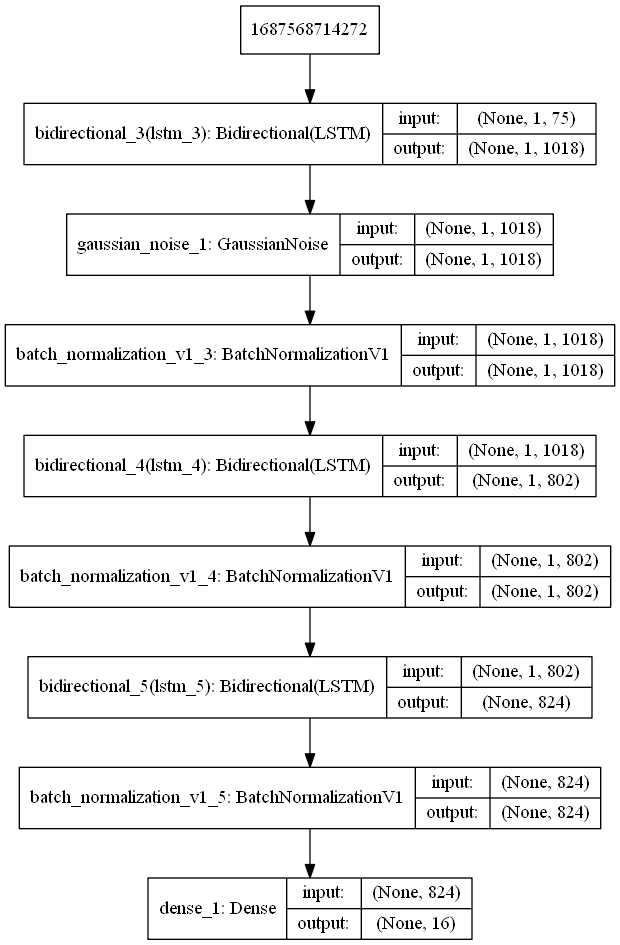 1687568714272
bidirectional_3(lstm_3): Bidirectional(LSTM)
input: (None, 1, 75)
output: (None, 1, 1018)
gaussian_noise_1: GaussianNoise
input: (None, 1, 1018)
output: (None, 1, 1018)
batch_normalization_v1_3: BatchNormalizationV1
input: (None, 1, 1018)
output: (None, 1, 1018)
bidirectional_4(lstm_4): Bidirectional(LSTM)
input: (None, 1, 1018)
output: (None, 1, 802)
batch_normalization_v1_4: BatchNormalizationV1
input: (None, 1, 802)
output: (None, 1, 802)
bidirectional_5(lstm_5): Bidirectional(LSTM)
input: (None, 1, 802)
output: (None, 824)
batch_normalization_v1_5: BatchNormalizationV1
input: (None, 824)
output: (None, 824)
dense_1: Dense
input: (None, 824)
output: (None, 16)